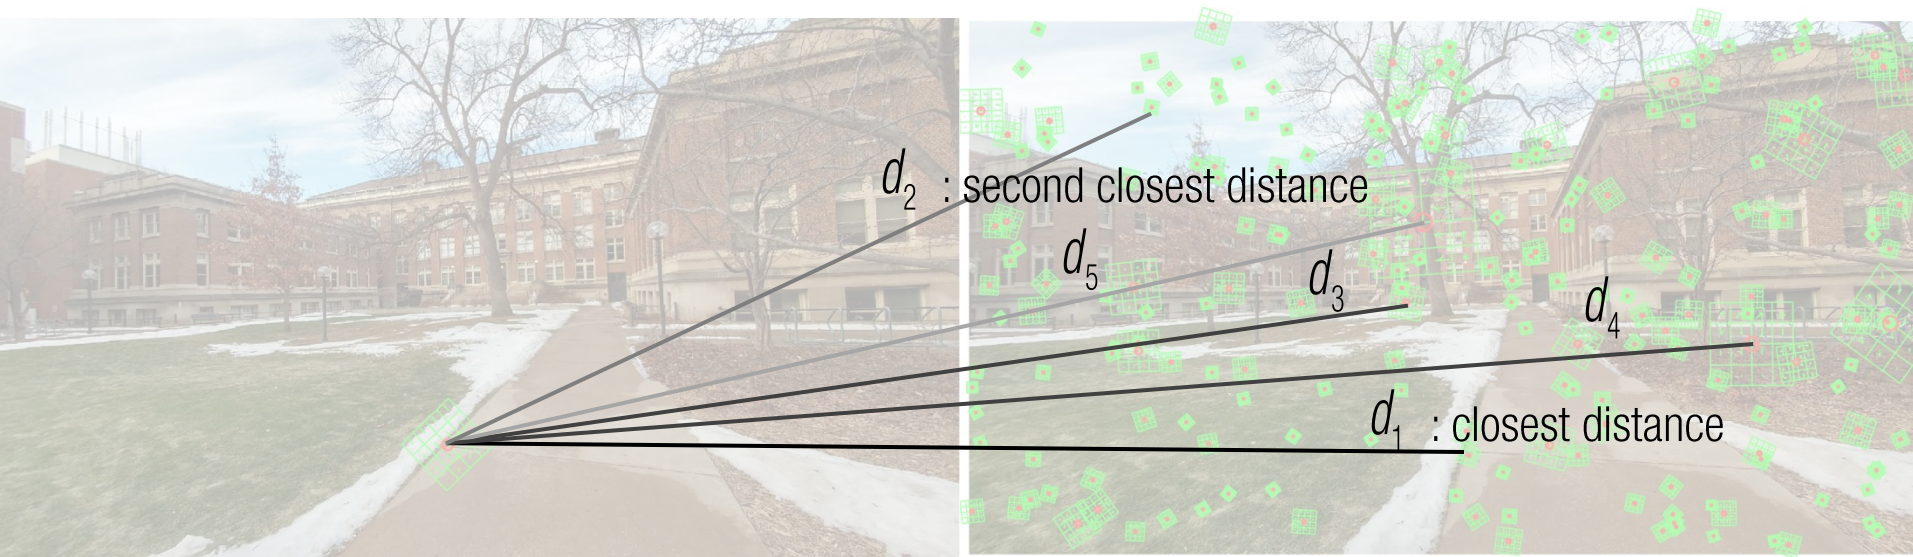 d2 : second closest distance
d5
d3
d4
d1 : closest distance